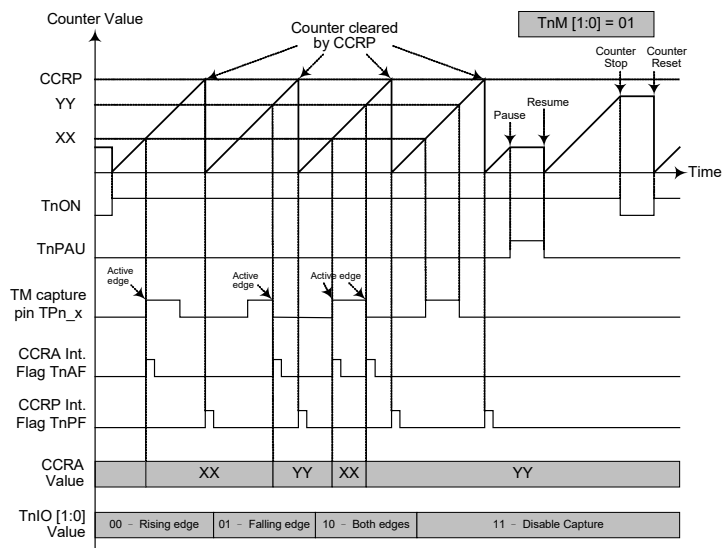 Counter Value
TnM [1:0] = 01
Counter cleared
by CCRP
Counter
Stop
Counter
Reset
CCRP
YY
Pause
Resume
XX
Time
TnON
TnPAU
Active
edge
Active
edge
Active edge
TM capture
pin TPn_x
CCRA Int.
Flag TnAF
CCRP Int.
Flag TnPF
CCRA
Value
XX
YY
XX
YY
TnIO [1:0]
Value
00 – Rising edge
01 – Falling edge
10 – Both edges
11 – Disable Capture